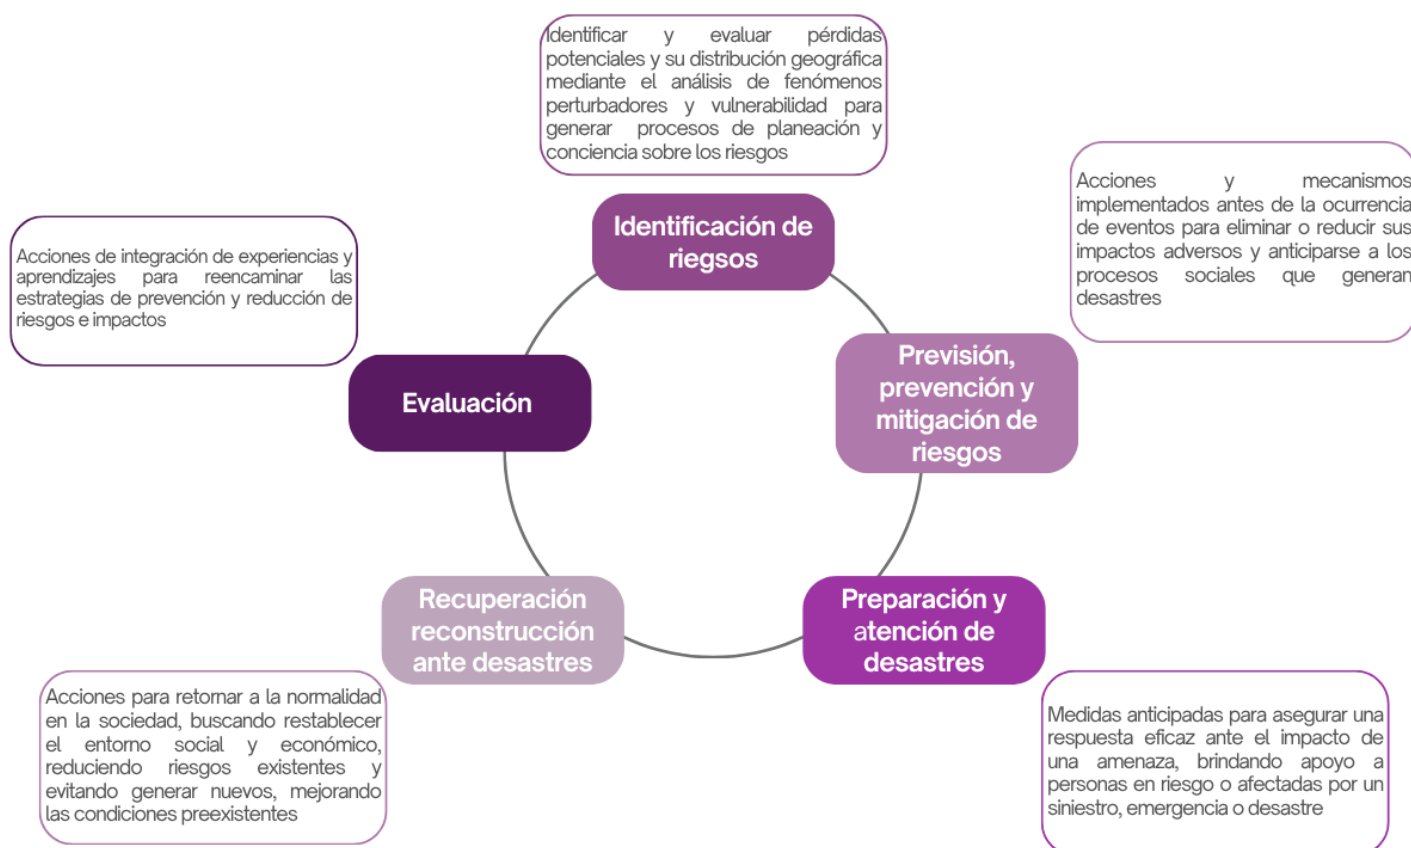 Identificar y evaluar pérdidas
potenciales y su distribución geográfica
mediante el análisis de fenómenos
perturbadores y vulnerabilidad para
generar procesos de planeación y
conciencia sobre los riesgos
Identificación de
riegsos
Acciones y mecanismos
implementados antes de la ocurrencia
de eventos para eliminar o reducir sus
impactos adversos y anticiparse a los
procesos sociales que generan
desastres
Previsión,
prevención y
mitigación de
riesgos
Medidas anticipadas para asegurar una
respuesta eficaz ante el impacto de
una amenaza, brindando apoyo a
personas en riesgo o afectadas por un
siniestro, emergencia o desastre
Preparación y
atención de
desastres
Recuperación
reconstrucción
ante desastres
Acciones para retornar a la normalidad
en la sociedad, buscando restablecer
el entorno social y económico,
reduciendo riesgos existentes y
evitando generar nuevos, mejorando
las condiciones preexistentes
Acciones de integración de experiencias y
aprendizajes para reencaminar las
estrategias de prevención y reducción de
riesgos e impactos
Evaluación